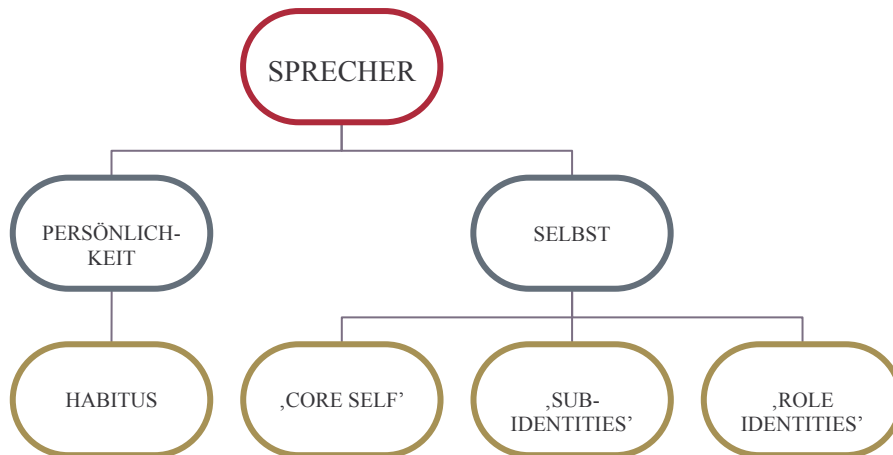 SPRECHER
PERSÖNLICH-
KEIT
SELBST
HABITUS
‚CORE SELF’
‚SUB-
IDENTITIES’
‚ROLE
IDENTITIES’